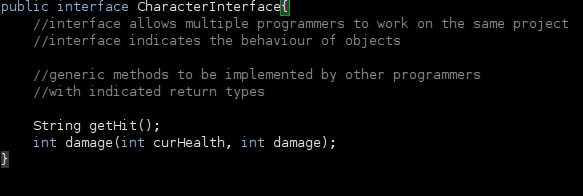 public interface CharacterInterface{
//interface allows multiple programmers to work on the same project
//interface indicates the behaviour of objects
//generic methods to be implemented by other programmers
//with indicated return types
String getHit();
int damage(int curHealth, int damage);
}